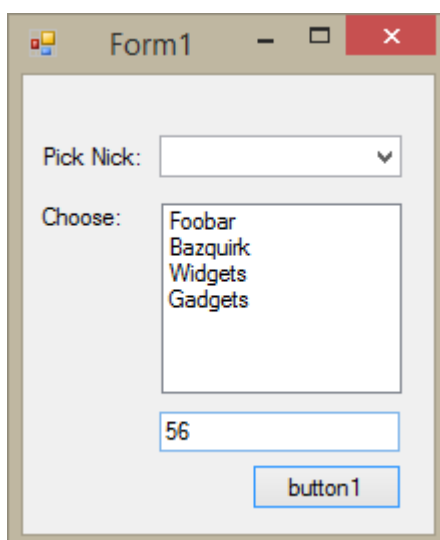 Form1
Pick Nick:
Choose:
Foobar
Bazquirk
Widgets
Gadgets
56
button1